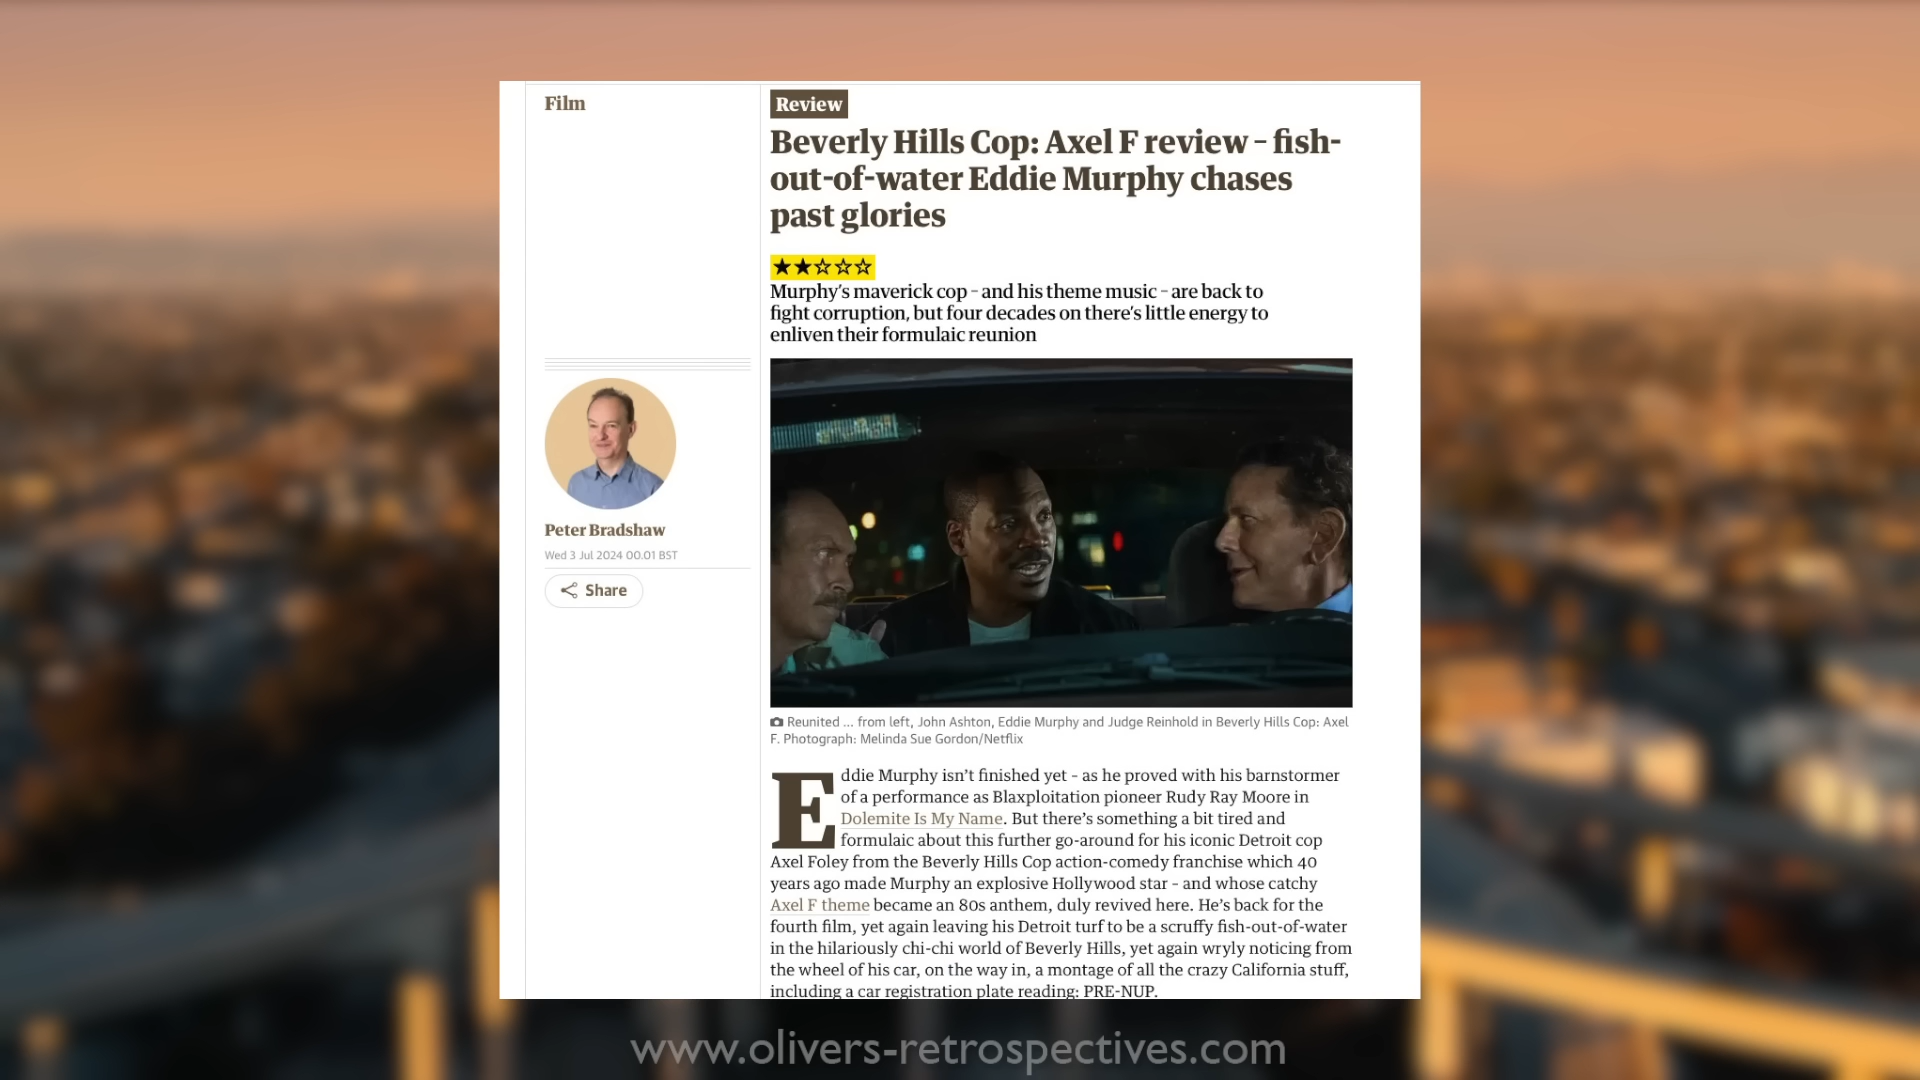 Film
Review
Beverly Hills Cop: Axel F review – fish-
out-of-water Eddie Murphy chases
past glories
★★☆☆☆
Murphy’s maverick cop – and his theme music – are back to
fight corruption, but four decades on there’s little energy to
enliven their formulaic reunion
Peter Bradshaw
Wed 3 Jul 2024 00.01 BST
Share
Reunited … from left, John Ashton, Eddie Murphy and Judge Reinhold in Beverly Hills Cop: Axel
F. Photograph: Melinda Sue Gordon/Netflix
Eddie Murphy isn’t finished yet – as he proved with his barnstormer
of a performance as Blaxploitation pioneer Rudy Ray Moore in
Dolemite Is My Name. But there’s something a bit tired and
formulaic about this further go-around for his iconic Detroit cop
Axel Foley from the Beverly Hills Cop action-comedy franchise which 40
years ago made Murphy an explosive Hollywood star – and whose catchy
Axel F theme became an 80s anthem, duly revived here. He’s back for the
fourth film, yet again leaving his Detroit turf to be a scruffy fish-out-of-water
in the hilariously chi-chi world of Beverly Hills, yet again wryly noticing from
the wheel of his car, on the way in, a montage of all the crazy California stuff,
including a car registration plate reading: PRE-NUP.
www.olivers-retrospectives.com